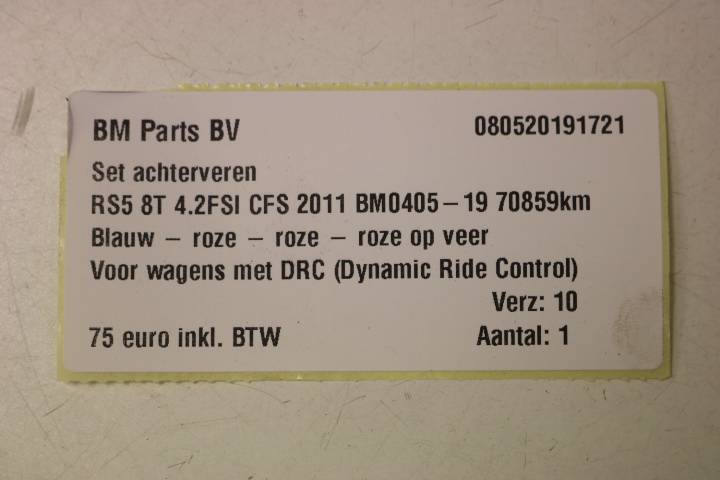 BM Parts BV 080520191721
Set achterveren
RS5 8T 4.2FSI CFS 2011 BM0405-19 70859km
Blauw - roze - roze - roze op veer
Voor wagens met DRC (Dynamic Ride Control)
Verz: 10
75 euro inkl. BTW Aantal: 1